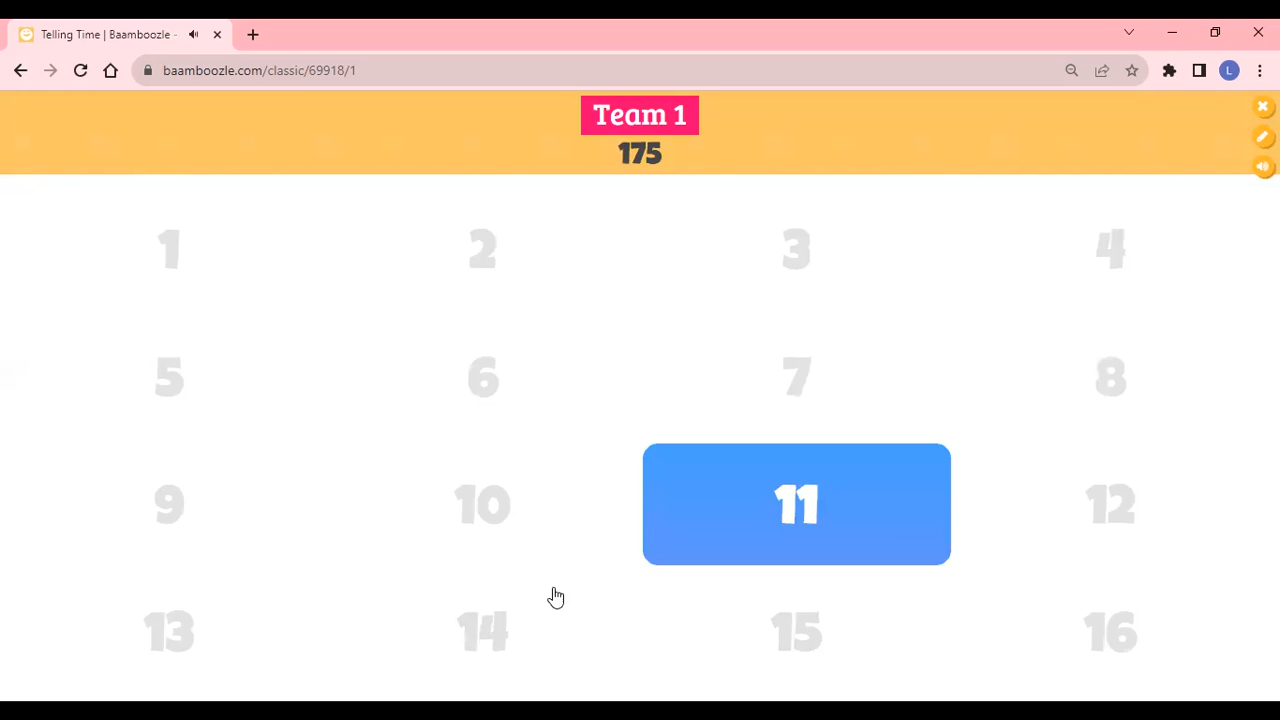 Telling Time | Baamboozle -
baamboozle.com/classic/69918/1
L
Team 1
175
1 2 3 4
5 6 7 8
9 10 11 12
13 14 15 16